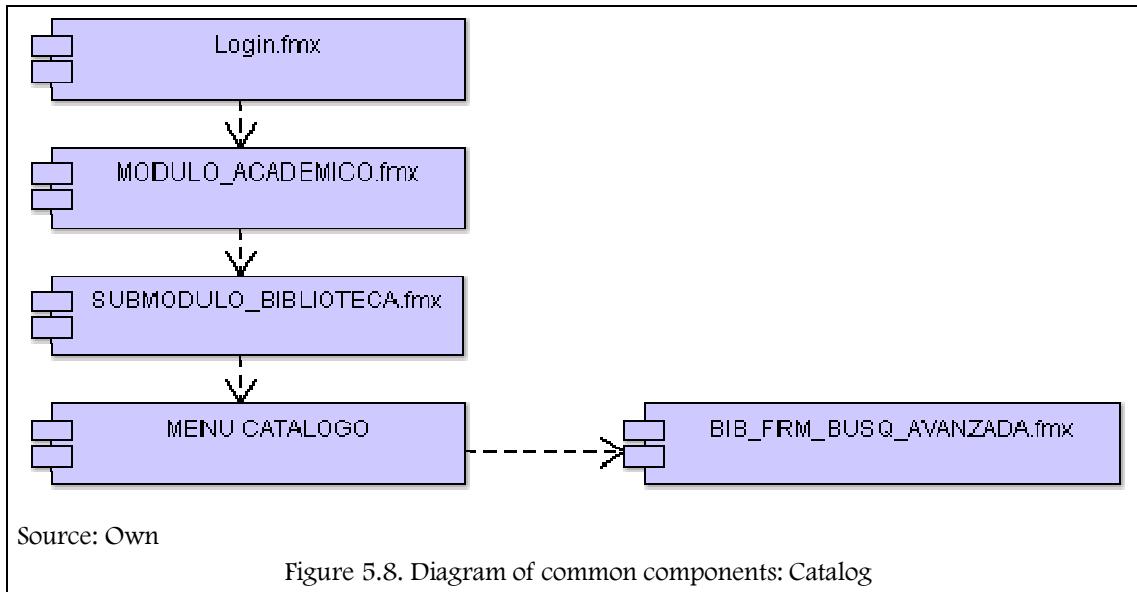 Login.fmx
MODULO_ACADEMICO.fmx
SUBMODULO_BIBLIOTECA.fmx
MENU CATALOGO
BIB_FRM_BUSQ_AVANZADA.fmx
Source: Own
Figure 5.8. Diagram of common components: Catalog